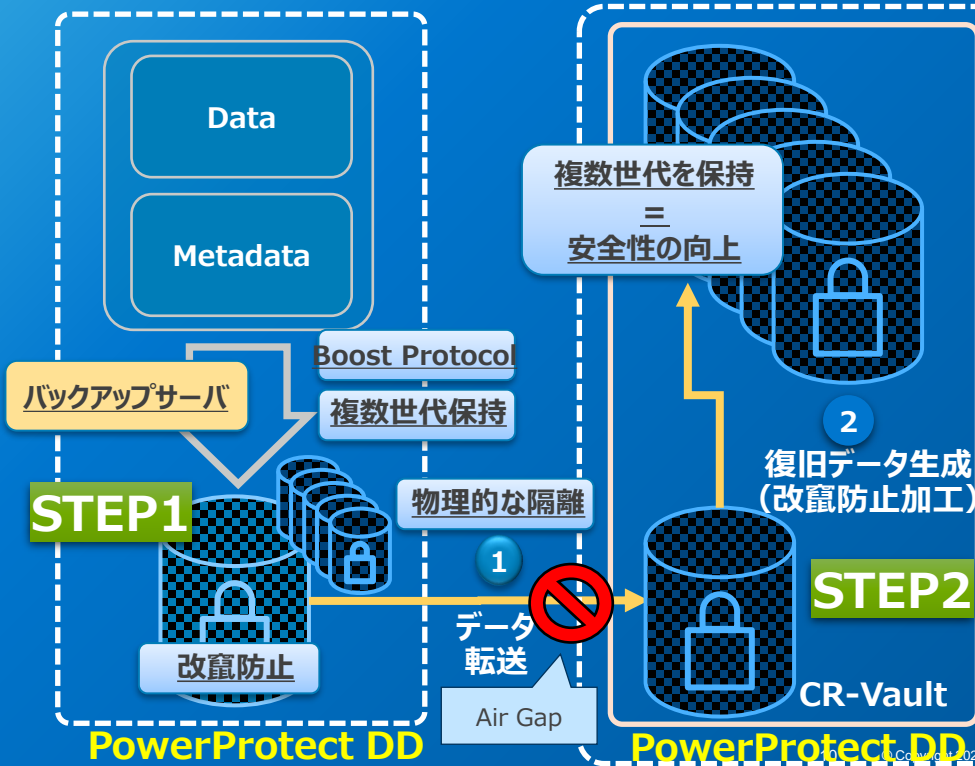 Data
Metadata
Boost Protocol
バックアップサーバ
複数世代保持
STEP1
物理的な隔離
1
データ
転送
改竄防止
Air Gap
PowerProtect DD
複数世代を保持
=
安全性の向上
2
復旧データ生成
(改竄防止加工)
STEP2
CR-Vault
PowerProtect DD
Copyright 202